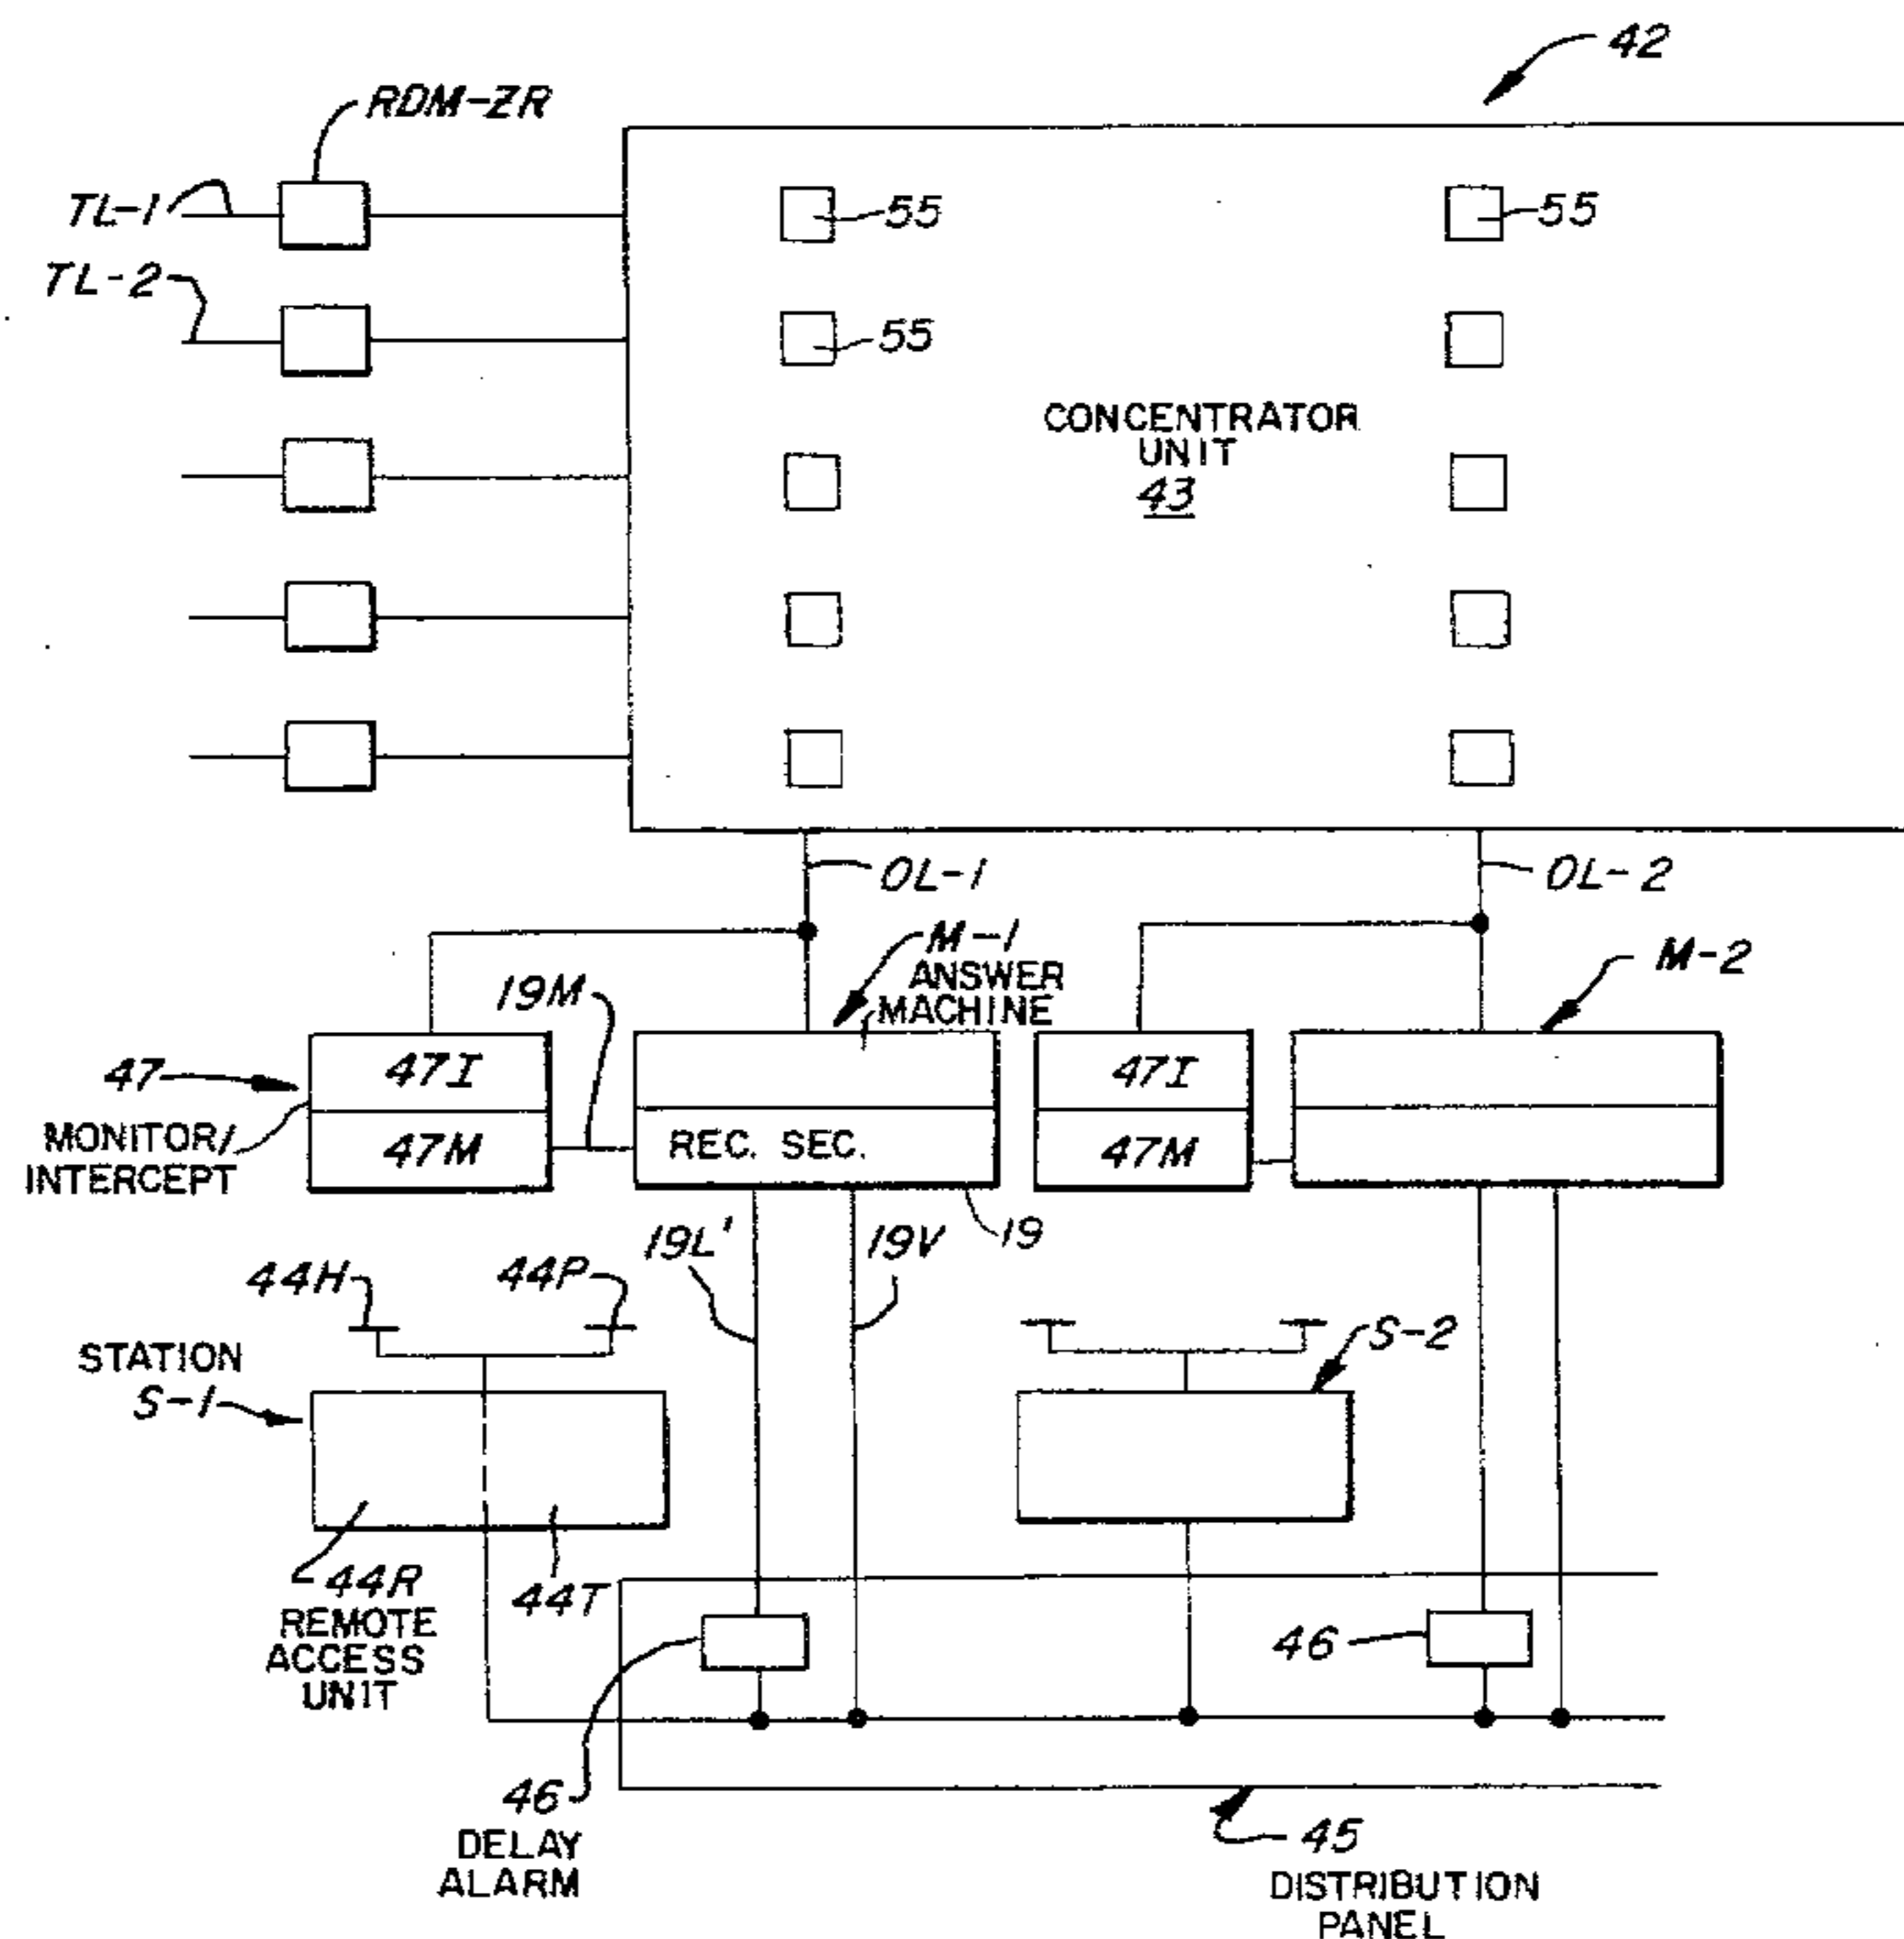 42
RDM-ZR
TL-1
55
55
TL-2
55
CONCENTRATOR
UNIT
43
OL-1
OL-2
M-1
ANSWER
MACHINE
M-2
19M
47
47I
47I
MONITOR/
INTERCEPT
47M
REC. SEC.
47M
19L'
19V
19
44H
44P
STATION
S-1
S-2
44R
REMOTE
ACCESS
UNIT
44T
46
46
DELAY
ALARM
45
DISTRIBUTION
PANEL